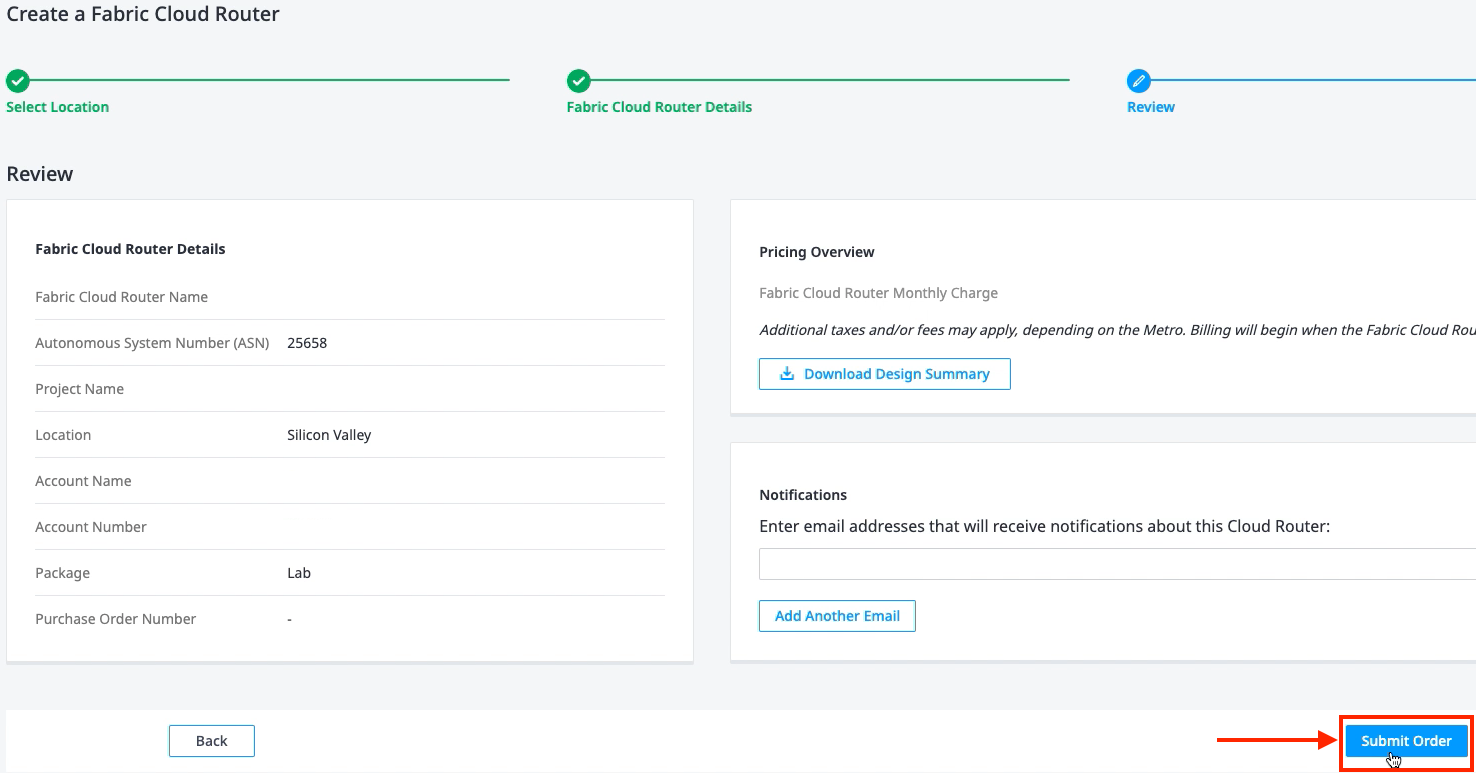 Create a Fabric Cloud Router
Select Location
Fabric Cloud Router Details
Review
Review
Fabric Cloud Router Details
Fabric Cloud Router Name
Autonomous System Number (ASN) 25658
Project Name
Location Silicon Valley
Account Name
Account Number
Package Lab
Purchase Order Number -
Pricing Overview
Fabric Cloud Router Monthly Charge
Additional taxes and/or fees may apply, depending on the Metro. Billing will begin when the Fabric Cloud Rou
Download Design Summary
Notifications
Enter email addresses that will receive notifications about this Cloud Router:
Add Another Email
Back
Submit Order